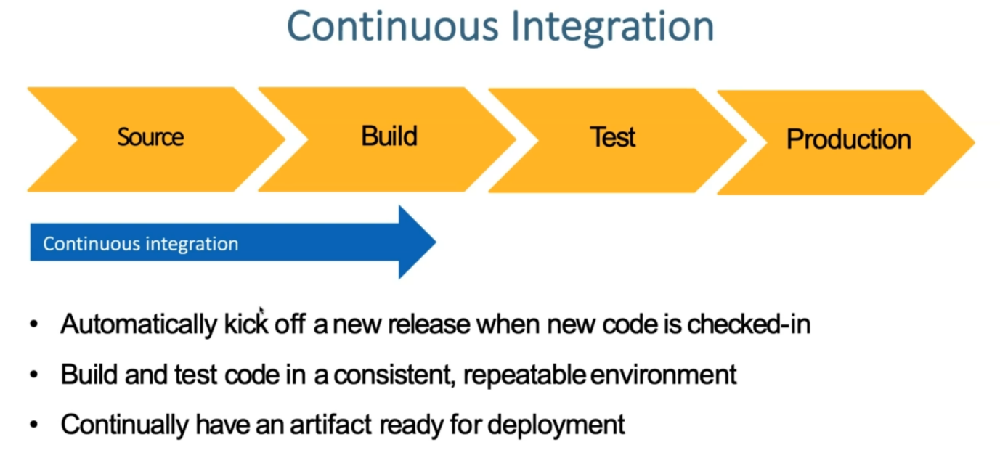 Continuous Integration
Source
Build
Test
Production
Continuous integration
• Automatically kick off a new release when new code is checked-in
• Build and test code in a consistent, repeatable environment
• Continually have an artifact ready for deployment